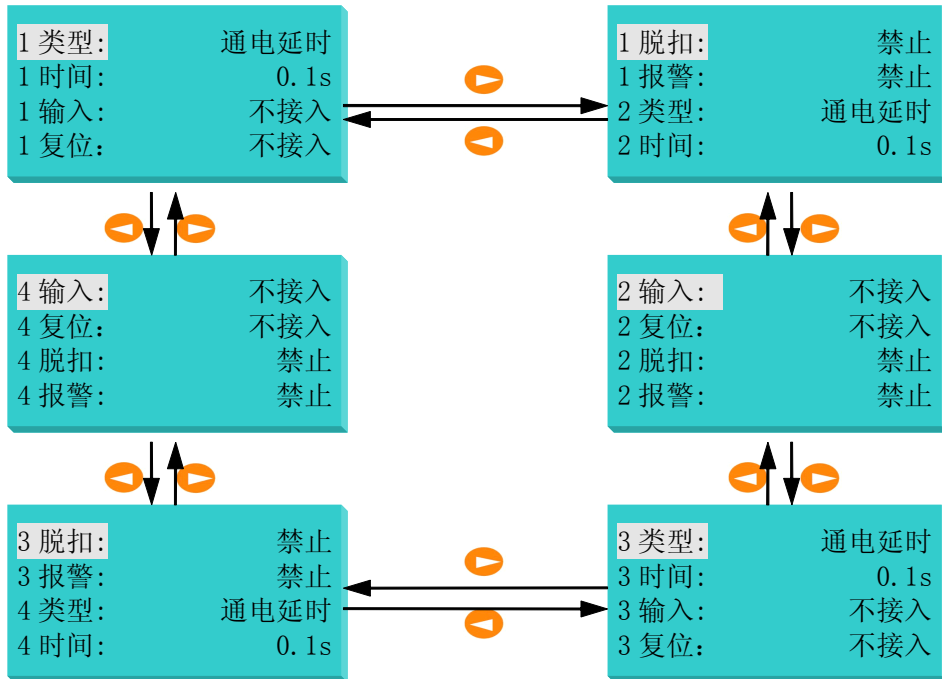 1 类型: 通电延时
1 时间: 0.1s
1 输入: 不接入
1 复位： 不接入
1 脱扣: 禁止
1 报警: 禁止
2 类型: 通电延时
2 时间: 0.1s
4 输入: 不接入
4 复位： 不接入
4 脱扣: 禁止
4 报警: 禁止
2 输入: 不接入
2 复位： 不接入
2 脱扣: 禁止
2 报警: 禁止
3 脱扣: 禁止
3 报警: 禁止
4 类型: 通电延时
4 时间: 0.1s
3 类型: 通电延时
3 时间: 0.1s
3 输入: 不接入
3 复位： 不接入